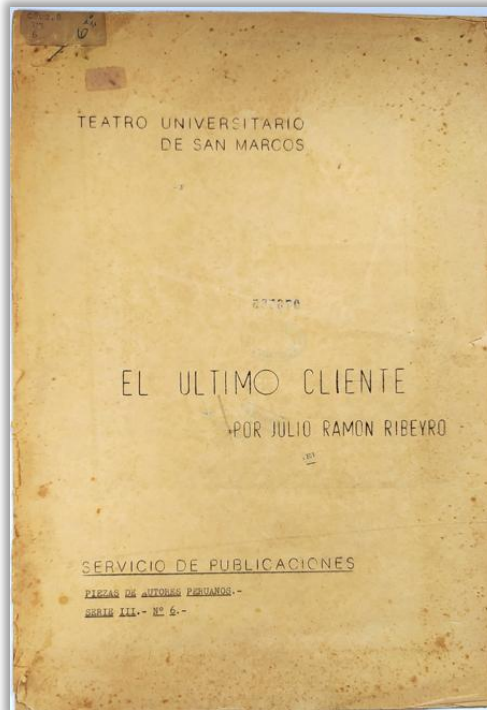 TEATRO UNIVERSITARIO
DE SAN MARCOS
EL ULTIMO CLIENTE
POR JULIO RAMON RIBEYRO
SERVICIO DE PUBLICACIONES
PIEZAS DE AUTORES PERUANOS.-
SERIE III.- Nº 6.-